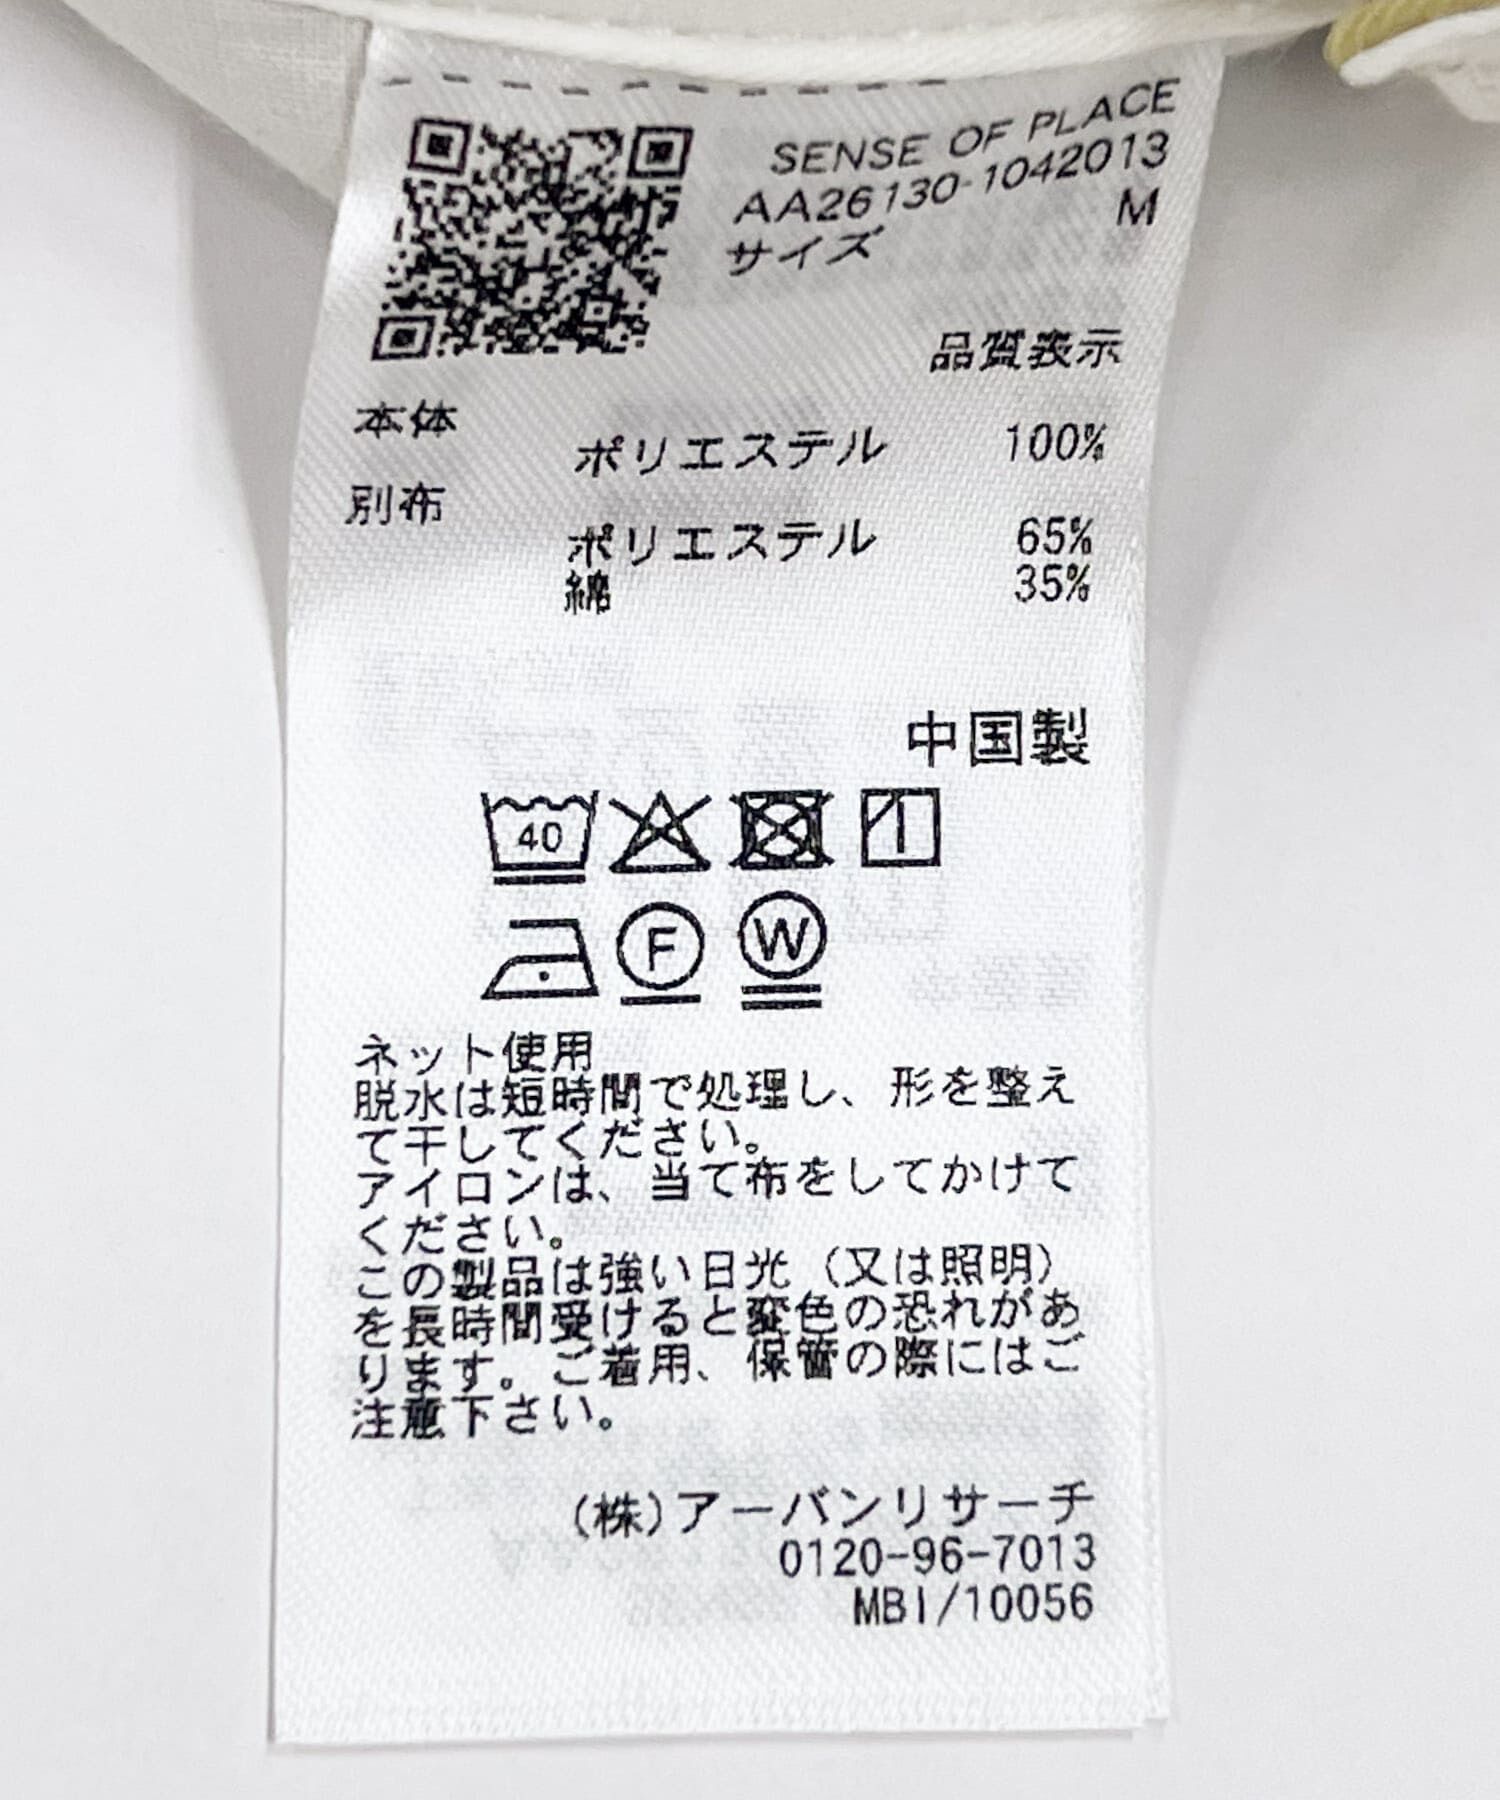 SENSE OF PLACE
AA26130-1042013
サイズ M
品質表示
本体
ポリエステル 100%
別布
ポリエステル 65%
綿 35%
中国製
40
F W
ネット使用
脱水は短時間で処理し、形を整え
て干してください。
アイロンは、当て布をしてかけて
ください。
この製品は強い日光（又は照明）
を長時間受けると変色の恐れがあ
ります。ご着用、保管の際にはご
注意下さい。
(株)アーバンリサーチ
0120-96-7013
MBI/10056